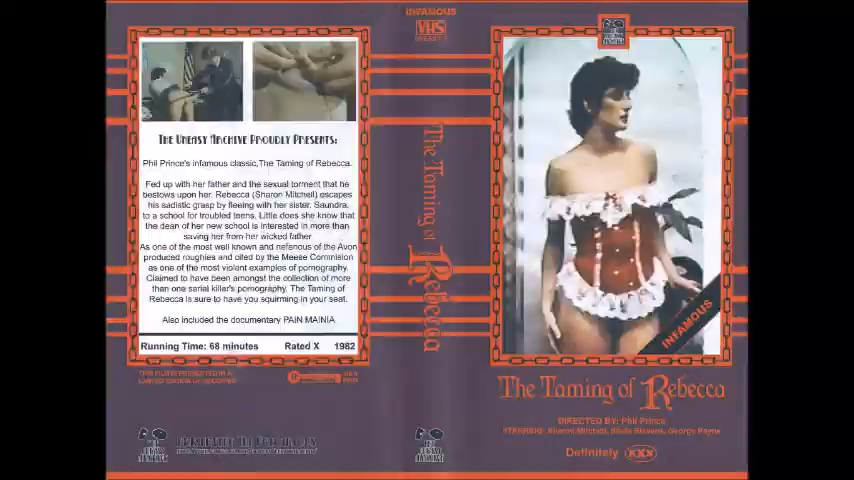 THE UNEASY ARCHIVE PROUDLY PRESENTS:
Phil Prince's infamous classic,The Taming of Rebecca.
Fed up with her father and the sexual torment that he
bestows upon her, Rebecca (Sharon Mitchell) escapes
his sadistic grasp by fleeing with her sister, Saundra,
to a school for troubled teens. Little does she know that
the dean of her new school is interested in more than
saving her from her wicked father
As one of the most well known and nefarious of the Avon
produced roughies and cited by the Meese Commision
as one of the most violent examples of pornography.
Claimed to have been amongst the collection of more
than one serial killer's pornography, The Taming of
Rebecca is sure to have you squirming in your seat.
Also included the documentary PAIN MAINIA
Running Time: 68 minutes Rated X 1982
INFAMOUS
VHS
The Taming of Rebecca
INFAMOUS
The Taming of Rebecca
DIRECTED BY: Phil Prince
STARRING: Sharon Mitchell, Stevens, George Payne
Definitely XXX